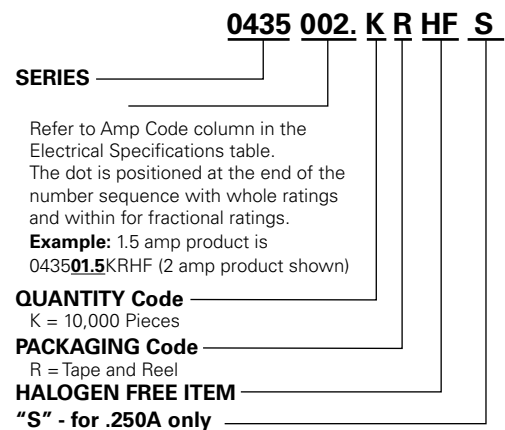 0435 002. K R HF S
SERIES
Refer to Amp Code column in the
Electrical Specifications table.
The dot is positioned at the end of the
number sequence with whole ratings
and within for fractional ratings.
Example: 1.5 amp product is
043501.5KRHF (2 amp product shown)
QUANTITY Code
K = 10,000 Pieces
PACKAGING Code
R = Tape and Reel
HALOGEN FREE ITEM
"S" - for .250A only